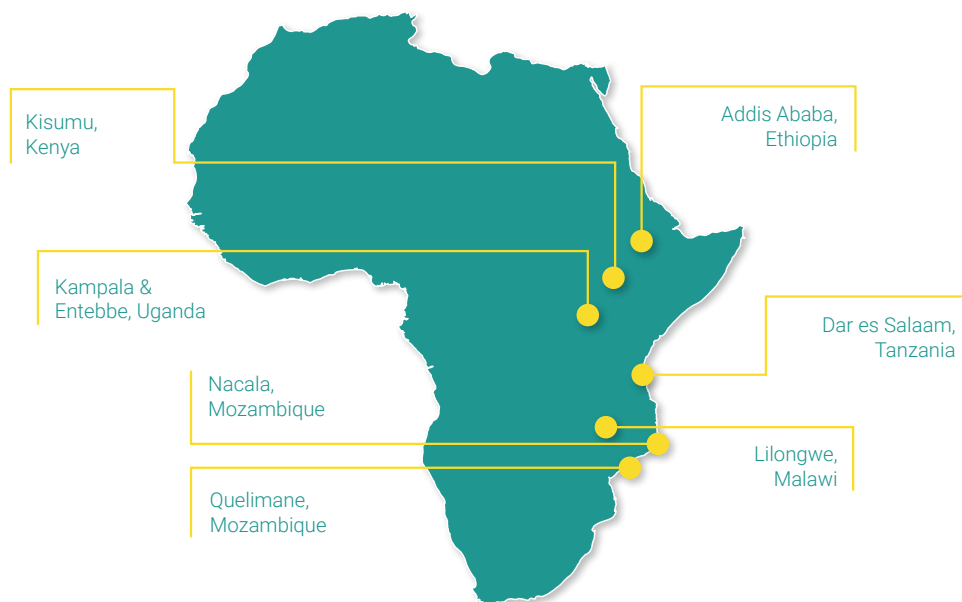 Kisumu,
Kenya
Addis Ababa,
Ethiopia
Kampala &
Entebbe, Uganda
Dar es Salaam,
Tanzania
Nacala,
Mozambique
Lilongwe,
Malawi
Quelimane,
Mozambique